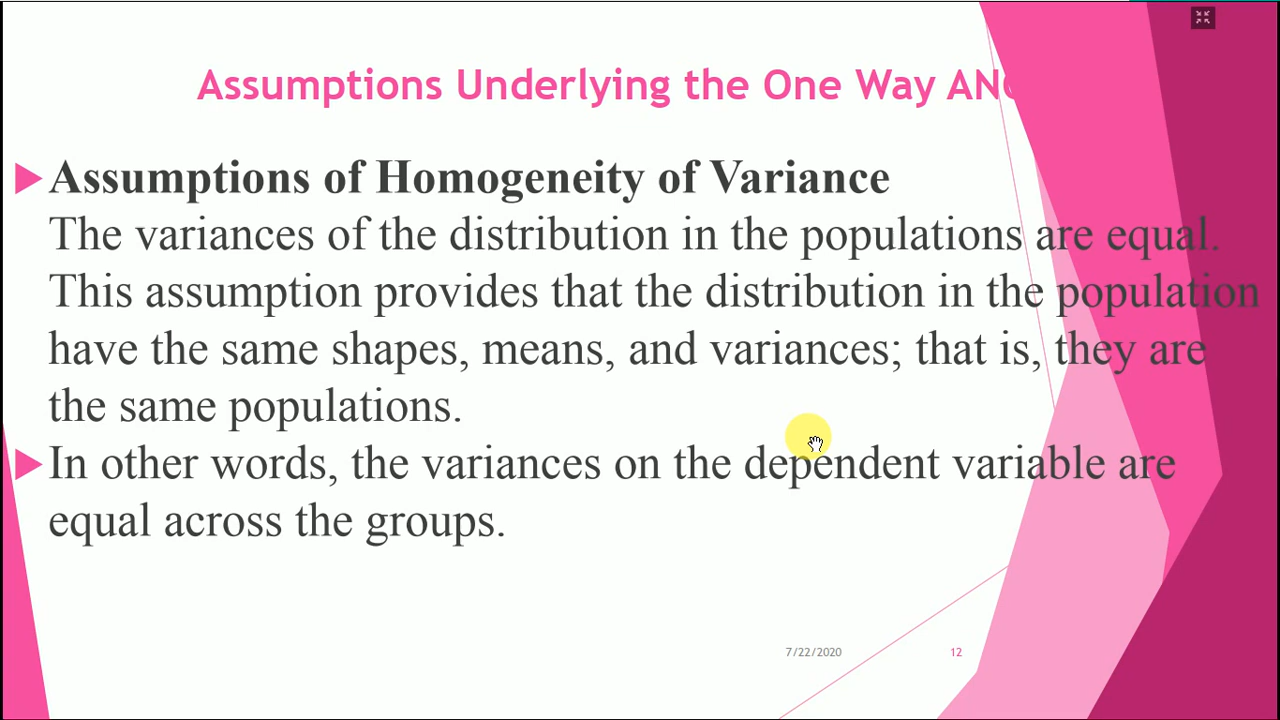 Assumptions Underlying the One Way
Assumptions of Homogeneity of Variance
The variances of the distribution in the populations are equal.
This assumption provides that the distribution in the population
have the same shapes, means, and variances; that is, they are
the same populations.
In other words, the variances on the dependent variable are
equal across the groups.
7/22/2020
12